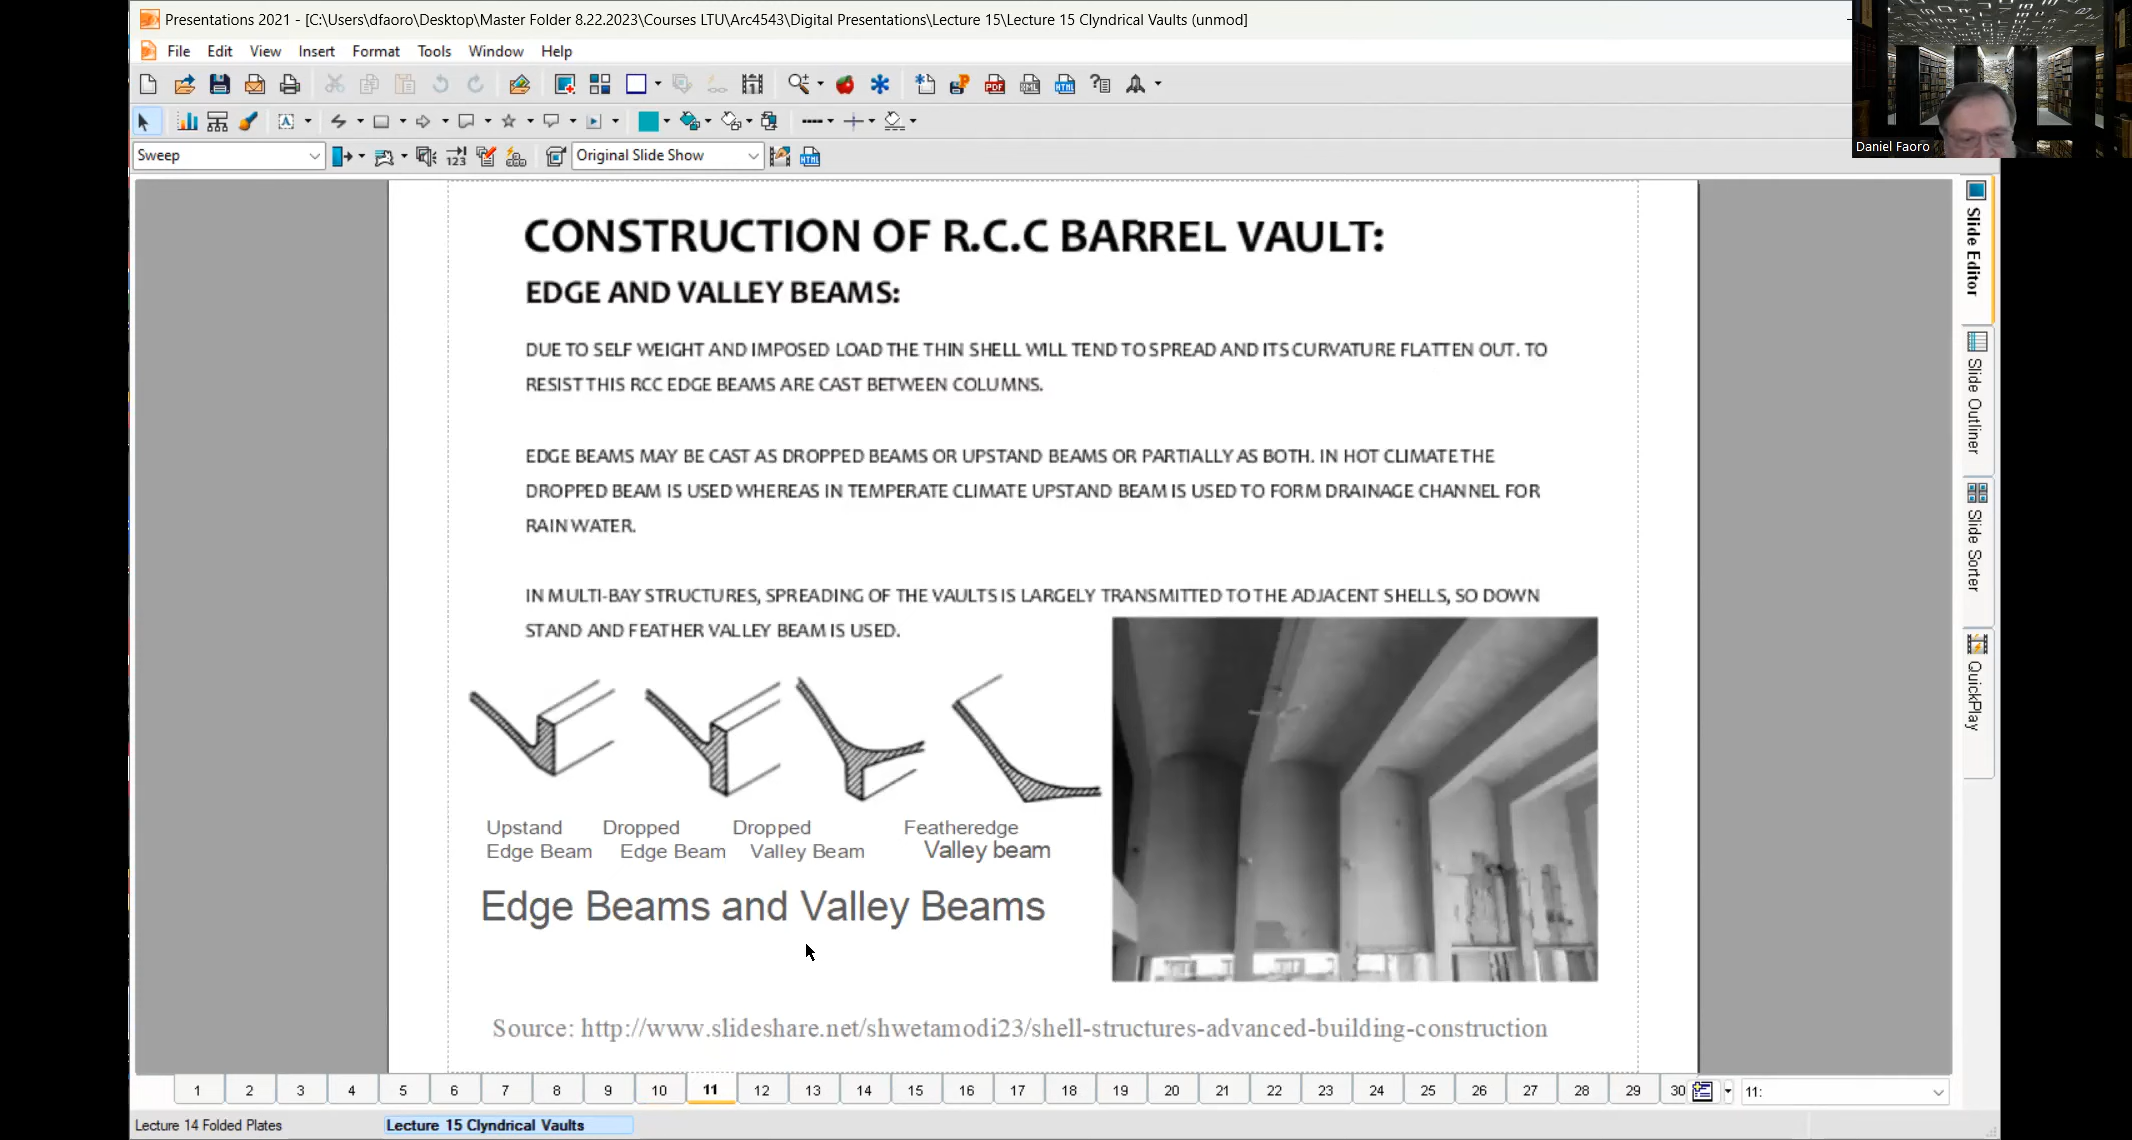 Presentations 2021 - [C:\Users\dfaoro\Desktop\Master Folder 8.22.2023\Courses LTU\Arc4543\Digital Presentations\Lecture 15\Lecture 15 Clyndrical Vaults (unmod]
File Edit View Insert Format Tools Window Help
Sweep
123
Original Slide Show
Daniel Faoro
CONSTRUCTION OF R.C.C BARREL VAULT:
EDGE AND VALLEY BEAMS:
DUE TO SELF WEIGHT AND IMPOSED LOAD THE THIN SHELL WILL TEND TO SPREAD AND ITS CURVATURE FLATTEN OUT. TO
RESIST THIS RCC EDGE BEAMS ARE CAST BETWEEN COLUMNS.
EDGE BEAMS MAY BE CAST AS DROPPED BEAMS OR UPSTAND BEAMS OR PARTIALLY AS BOTH. IN HOT CLIMATE THE
DROPPED BEAM IS USED WHEREAS IN TEMPERATE CLIMATE UPSTAND BEAM IS USED TO FORM DRAINAGE CHANNEL FOR
RAIN WATER.
IN MULTI-BAY STRUCTURES, SPREADING OF THE VAULTS IS LARGELY TRANSMITTED TO THE ADJACENT SHELLS, SO DOWN
STAND AND FEATHER VALLEY BEAM IS USED.
Upstand Dropped Dropped Featheredge
Edge Beam Edge Beam Valley Beam Valley beam
Edge Beams and Valley Beams
Source: http://www.slideshare.net/shwetamodi23/shell-structures-advanced-building-construction
Slide Editor
Slide Outliner
Slide Sorter
QuickPlay
1 2 3 4 5 6 7 8 9 10 11 12 13 14 15 16 17 18 19 20 21 22 23 24 25 26 27 28 29 30 11:
Lecture 14 Folded Plates Lecture 15 Clyndrical Vaults